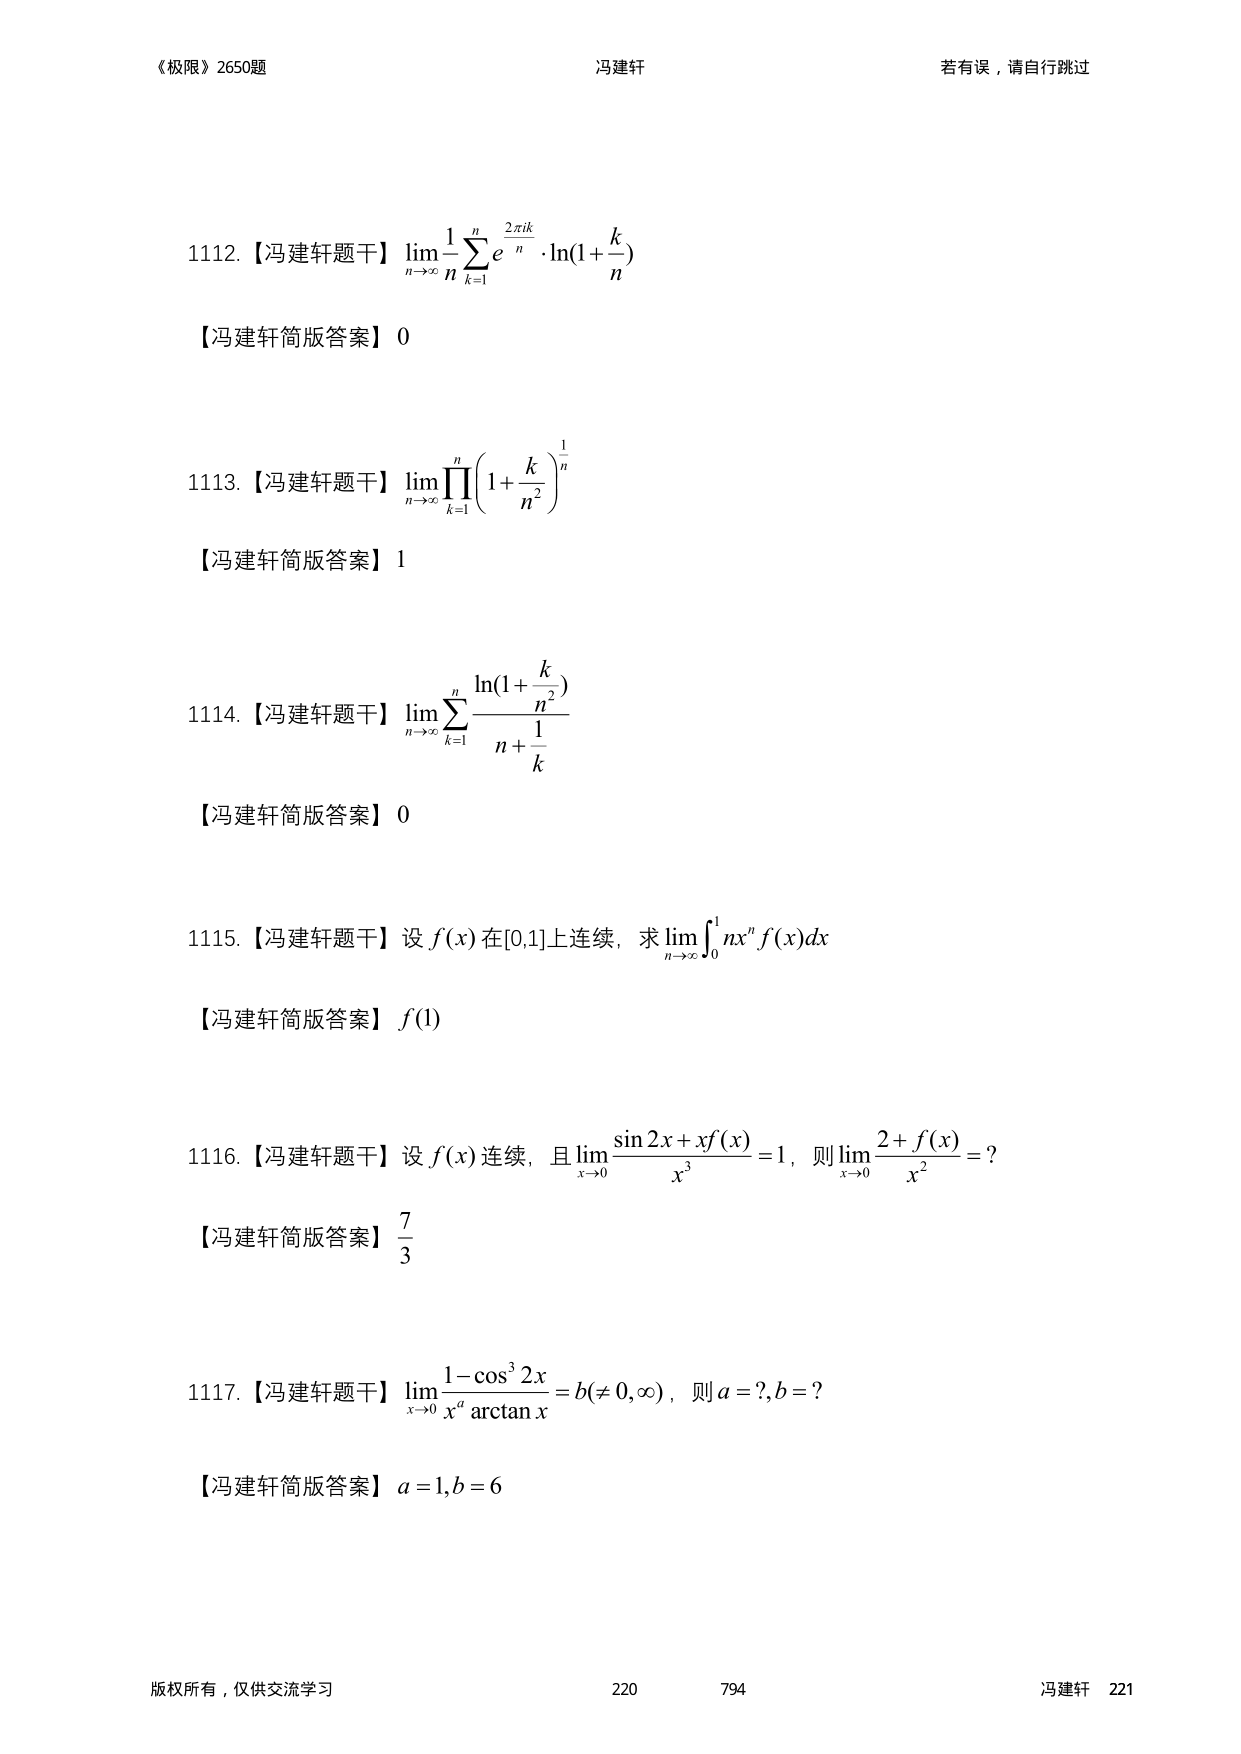 《极限》2650题 冯建轩 若有误，请自行跳过
1112.【冯建轩题干】$\lim_{n\to\infty}\frac{1}{n}\sum_{k=1}^{n}e^{\frac{2\pi ik}{n}}\cdot\ln(1+\frac{k}{n})$
【冯建轩简版答案】0
1113.【冯建轩题干】$\lim_{n\to\infty}\prod_{k=1}^{n}\left(1+\frac{k}{n^2}\right)^{\frac{1}{n}}$
【冯建轩简版答案】1
1114.【冯建轩题干】$\lim_{n\to\infty}\sum_{k=1}^{n}\frac{\ln(1+\frac{k}{n^2})}{n+\frac{1}{k}}$
【冯建轩简版答案】0
1115.【冯建轩题干】设 $f(x)$ 在[0,1]上连续，求 $\lim_{n\to\infty}\int_0^1 nx^n f(x)dx$
【冯建轩简版答案】$f(1)$
1116.【冯建轩题干】设 $f(x)$ 连续，且 $\lim_{x\to0}\frac{\sin 2x+xf(x)}{x^3}=1$，则 $\lim_{x\to0}\frac{2+f(x)}{x^2}=?$
【冯建轩简版答案】$\frac{7}{3}$
1117.【冯建轩题干】$\lim_{x\to0}\frac{1-\cos^3 2x}{x^a\arctan x}=b(\neq0,\infty)$，则 $a=?,b=?$
【冯建轩简版答案】$a=1,b=6$
版权所有，仅供交流学习 220 794 冯建轩 221